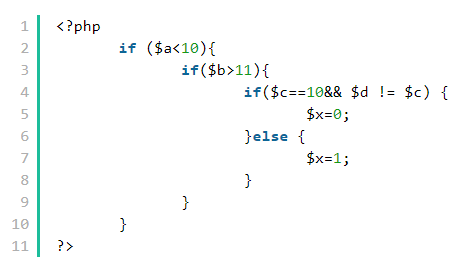 1 <?php
2 if ($a<10){
3 if($b>11){
4 if($c==10&& $d != $c) {
5 $x=0;
6 }else {
7 $x=1;
8 }
9 }
10 }
11 ?>